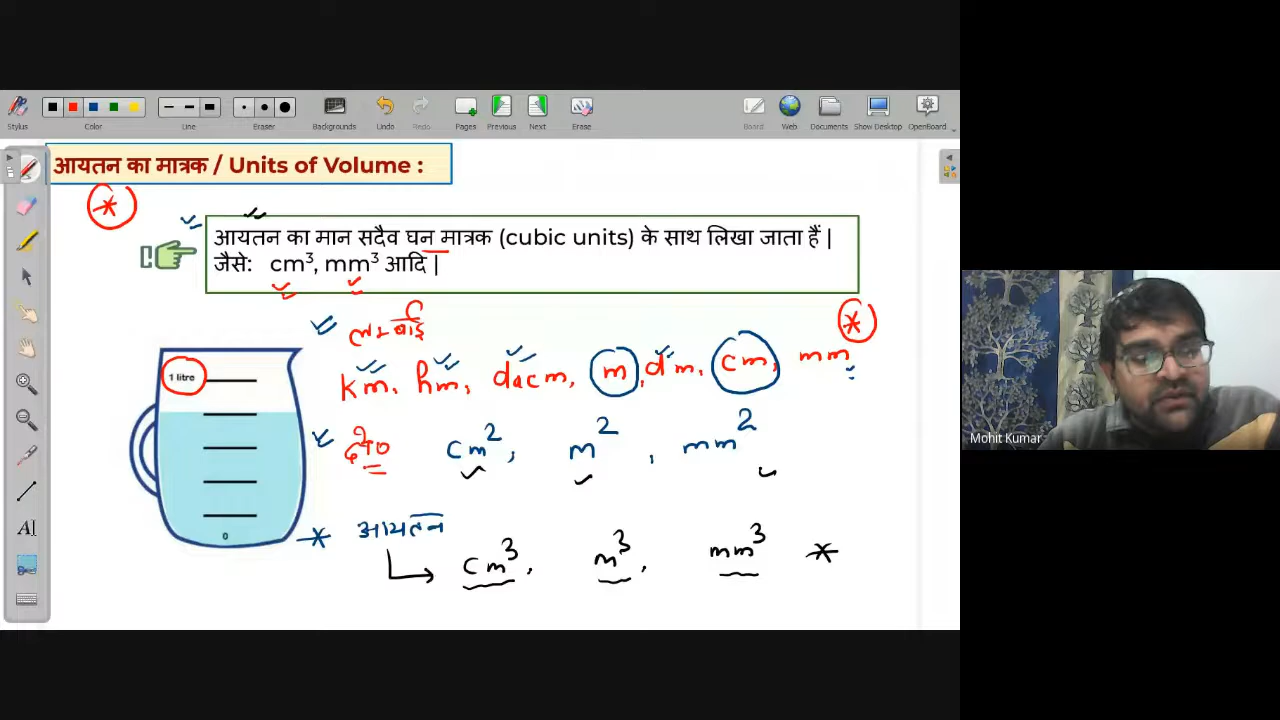 Stylus Color Line Eraser Backgrounds Undo Redo Pages Previous Next Erase Board Web Documents Show Desktop OpenBoard
आयतन का मात्रक / Units of Volume :
आयतन का मान सदैव घन मात्रक (cubic units) के साथ लिखा जाता हैं |
जैसे: cm³, mm³ आदि |
1 litre
km, hm, dacm, m, dm, cm, mm
cm², m², mm²
आयतन
0
cm³, m³, mm³
Mohit Kumar